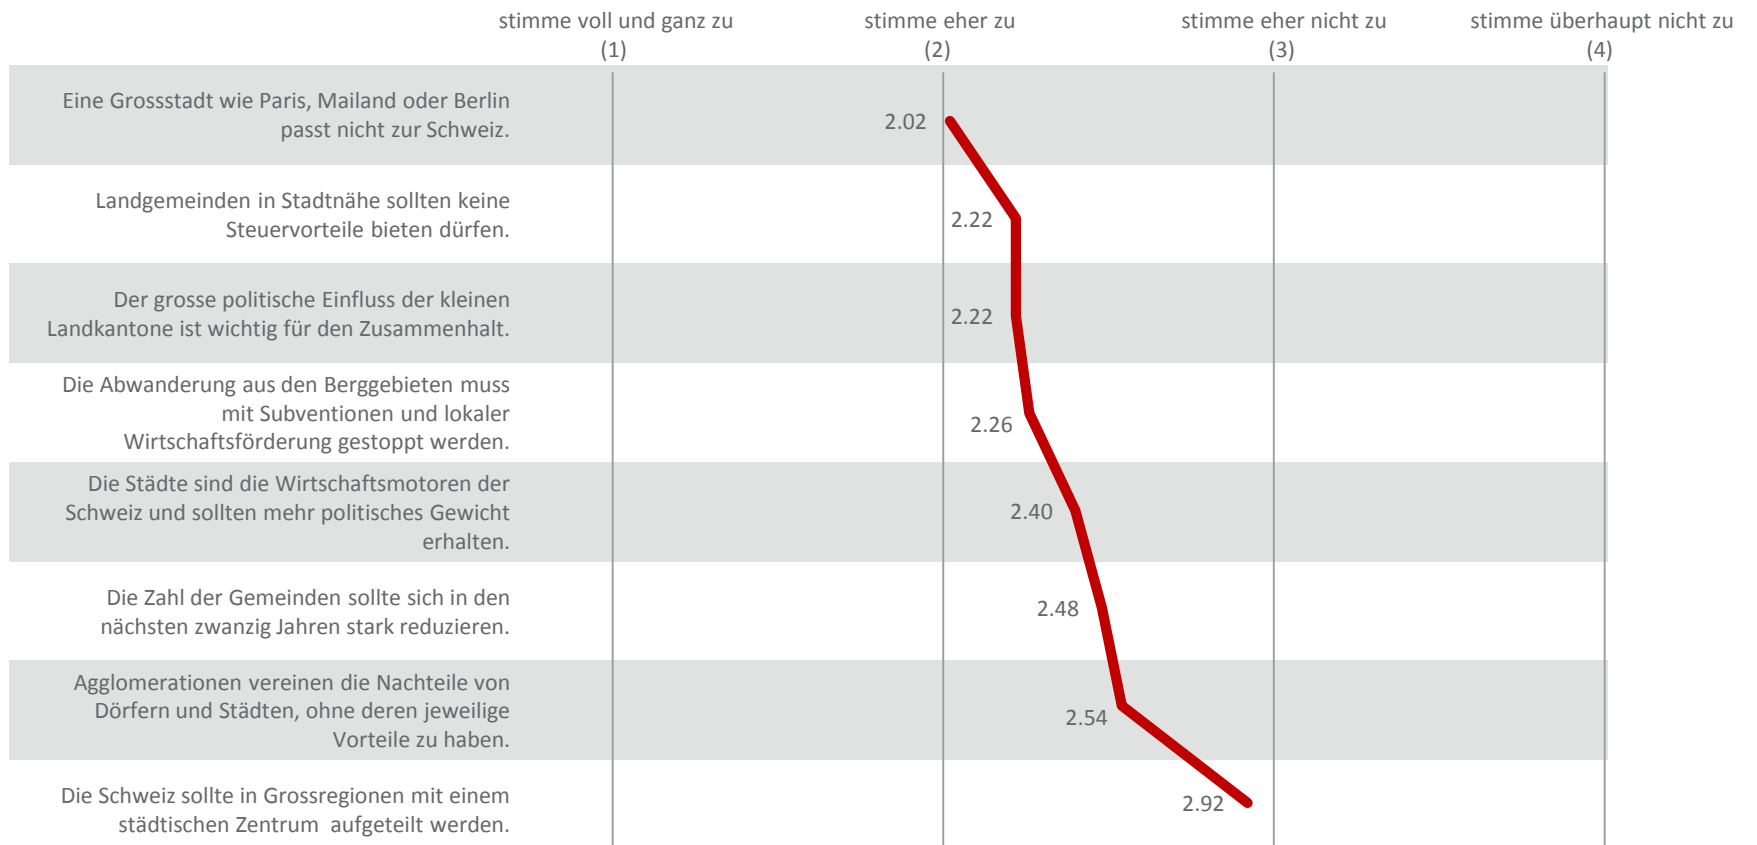 stimme voll und ganz zu
(1)
stimme eher zu
(2)
stimme eher nicht zu
(3)
stimme überhaupt nicht zu
(4)
Eine Grossstadt wie Paris, Mailand oder Berlin
passt nicht zur Schweiz.
2.02
Landgemeinden in Stadtnähe sollten keine
Steuervorteile bieten dürfen.
2.22
Der grosse politische Einfluss der kleinen
Landkantone ist wichtig für den Zusammenhalt.
2.22
Die Abwanderung aus den Berggebieten muss
mit Subventionen und lokaler
Wirtschaftsförderung gestoppt werden.
2.26
Die Städte sind die Wirtschaftsmotoren der
Schweiz und sollten mehr politisches Gewicht
erhalten.
2.40
Die Zahl der Gemeinden sollte sich in den
nächsten zwanzig Jahren stark reduzieren.
2.48
Agglomerationen vereinen die Nachteile von
Dörfern und Städten, ohne deren jeweilige
Vorteile zu haben.
2.54
Die Schweiz sollte in Grossregionen mit einem
städtischen Zentrum aufgeteilt werden.
2.92